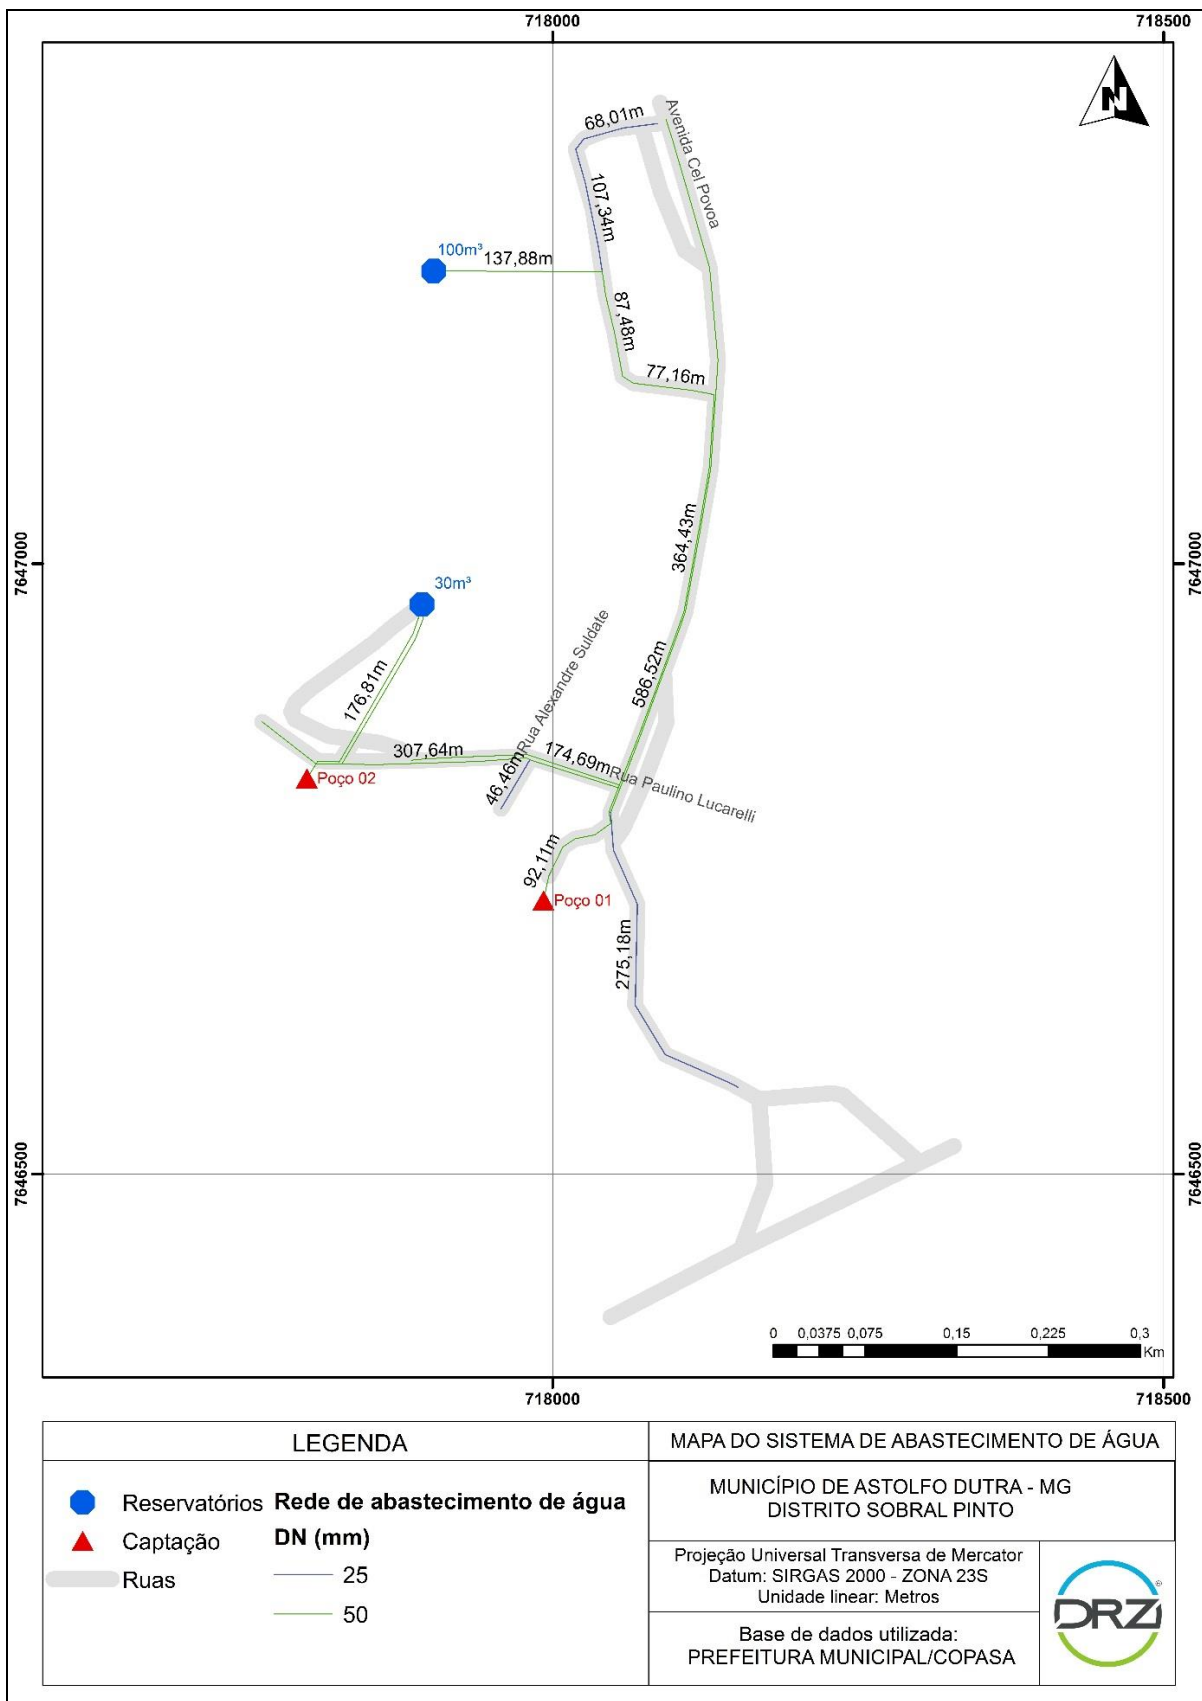 718000
718500
N
Avenida Cel Povoa
68,01m
107,34m
100m³
137,88m
87,48m
77,16m
364,43m
7647000
7647000
30m³
Rua Alexandre Suldate
586,52m
176,81m
307,64m
174,69m
Rua Paulino Lucarelli
46,46m
Poço 02
92,11m
Poço 01
275,18m
7646500
7646500
0 0,0375 0,075 0,15 0,225 0,3
Km
718000
718500
LEGENDA
Reservatórios
Captação
Ruas
Rede de abastecimento de água
DN (mm)
25
50
MAPA DO SISTEMA DE ABASTECIMENTO DE ÁGUA
MUNICÍPIO DE ASTOLFO DUTRA - MG
DISTRITO SOBRAL PINTO
Projeção Universal Transversa de Mercator
Datum: SIRGAS 2000 - ZONA 23S
Unidade linear: Metros
Base de dados utilizada:
PREFEITURA MUNICIPAL/COPASA
DRZ®